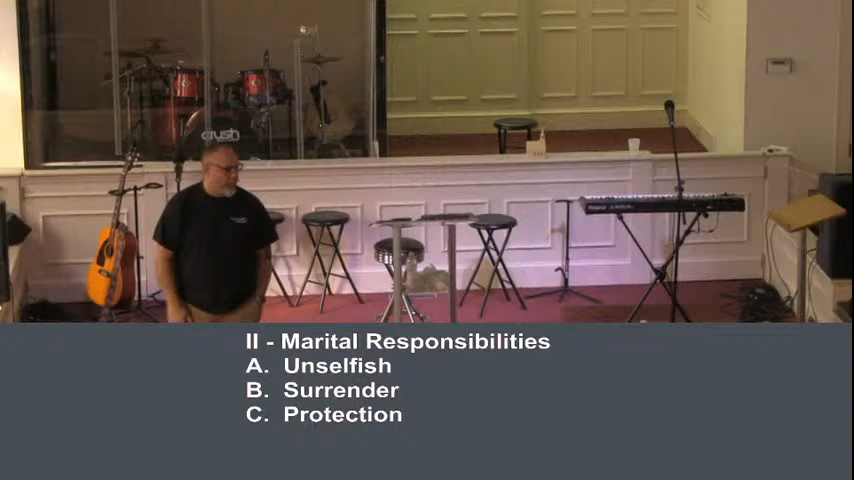 crush
II - Marital Responsibilities
A. Unselfish
B. Surrender
C. Protection